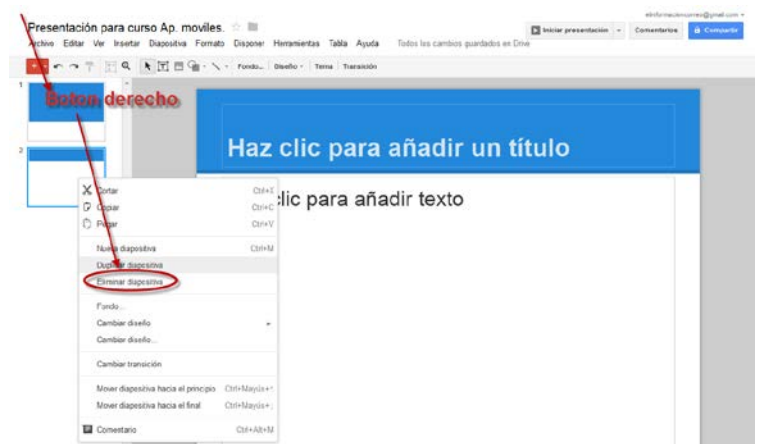 Presentación para curso Ap. moviles.
Archivo Editar Ver Insertar Diapositiva Formato Disponer Herramientas Tabla Ayuda Todos los cambios guardados en Drive
Iniciar presentación Comentarios Compartir
Fondo... Diseño Tema Transición
1
Boton derecho
2
Haz clic para añadir un título
clic para añadir texto
Cortar Ctrl+X
Copiar Ctrl+C
Pegar Ctrl+V
Nueva diapositiva Ctrl+M
Duplicar diapositiva
Eliminar diapositiva
Fondo...
Cambiar diseño
Cambiar diseño...
Cambiar transición
Mover diapositiva hacia el principio Ctrl+Mayús+
Mover diapositiva hacia el final Ctrl+Mayús+
Comentario Ctrl+Alt+M